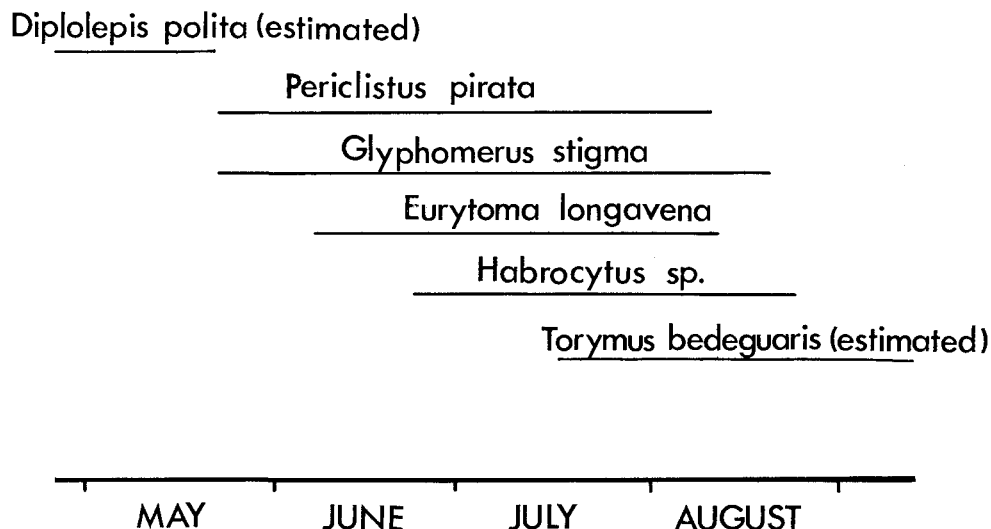 Diplolepis polita (estimated)
Periclistus pirata
Glyphomerus stigma
Eurytoma longavena
Habrocytus sp.
Torymus bedeguaris (estimated)
MAY JUNE JULY AUGUST